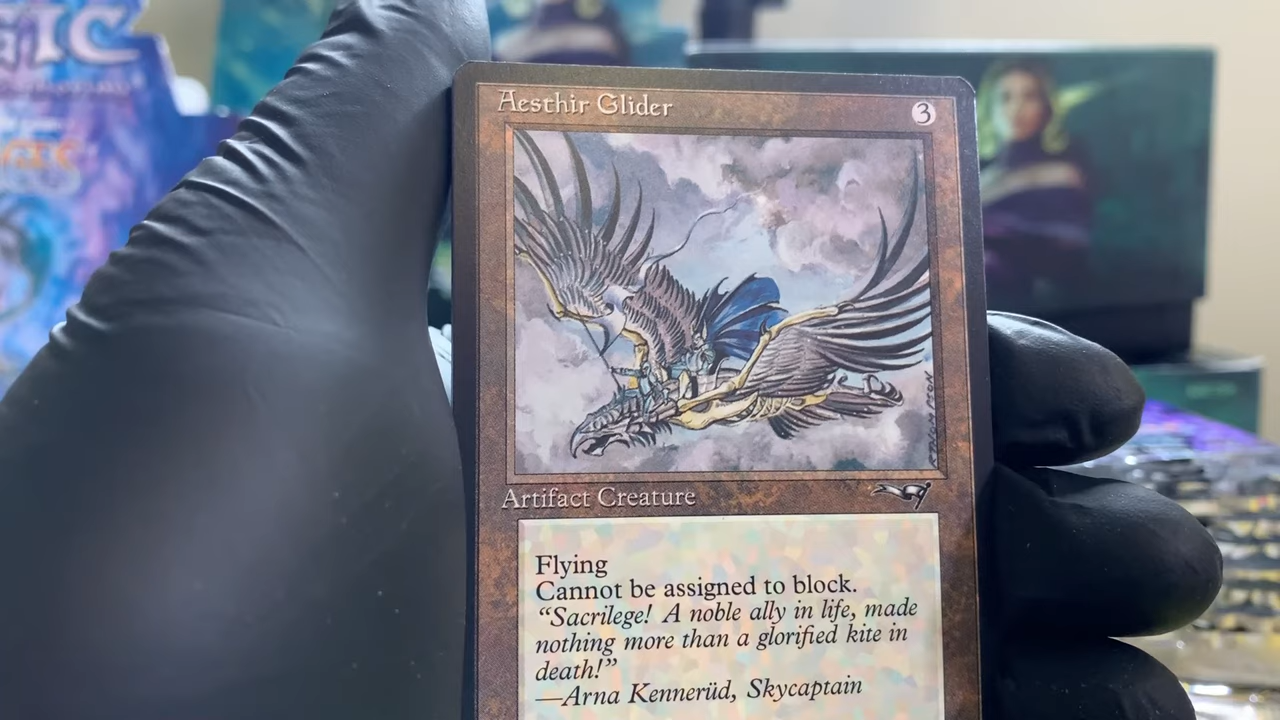 GIC
Aesthir Glider
3
Artifact Creature
Flying
Cannot be assigned to block.
“Sacrilege! A noble ally in life, made
nothing more than a glorified kite in
death!”
—Arna Kennerüd, Skycaptain